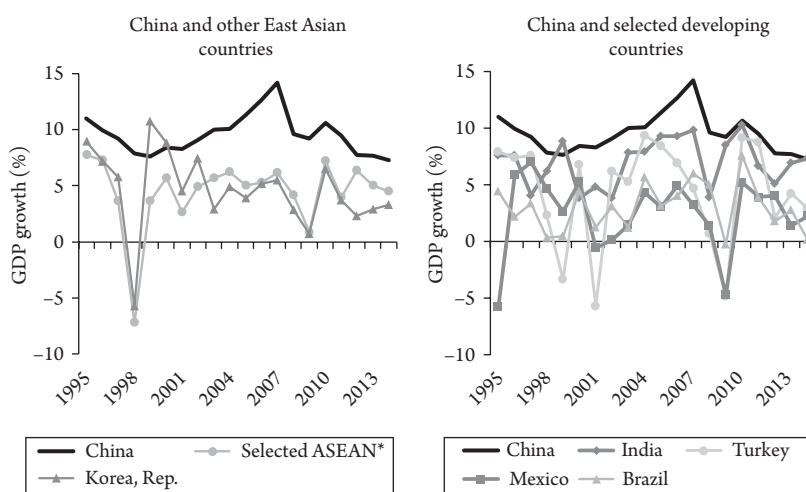 China and other East Asian
countries
15
10
5
0
–5
–10
GDP growth (%)
1995
1998
2001
2004
2007
2010
2013
China
Selected ASEAN*
Korea, Rep.
China and selected developing
countries
15
10
5
0
–5
–10
GDP growth (%)
1995
1998
2001
2004
2007
2010
2013
China
India
Turkey
Mexico
Brazil